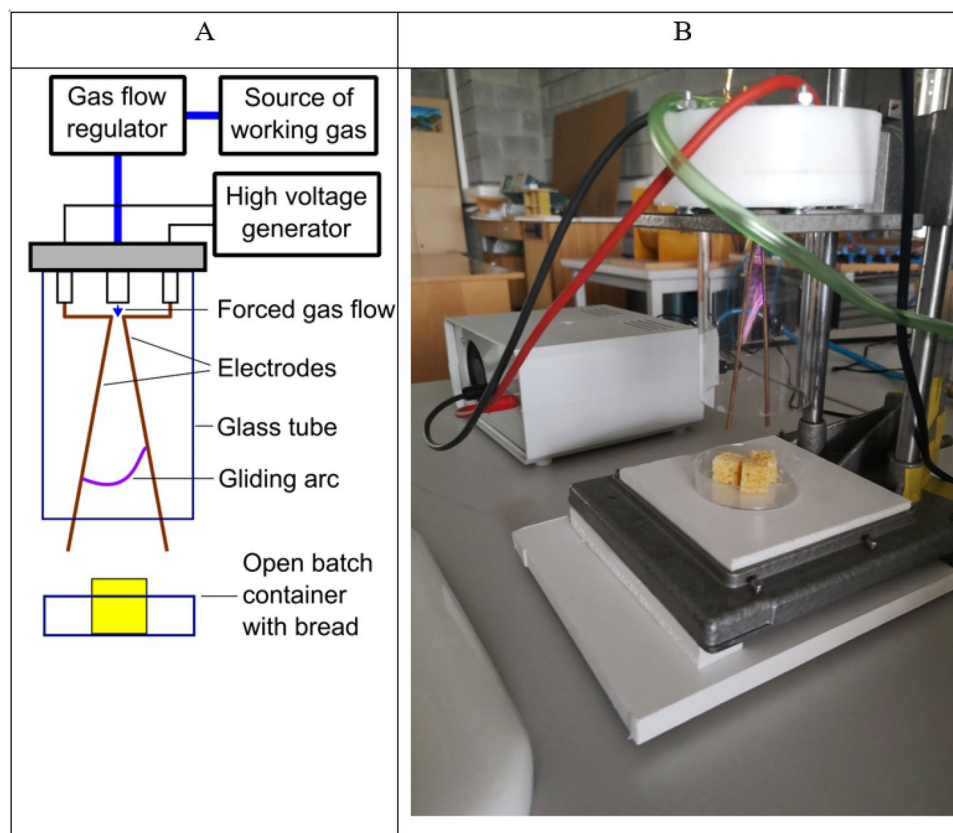 A
B
Gas flow
regulator
Source of
working gas
High voltage
generator
Forced gas flow
Electrodes
Glass tube
Gliding arc
Open batch
container
with bread